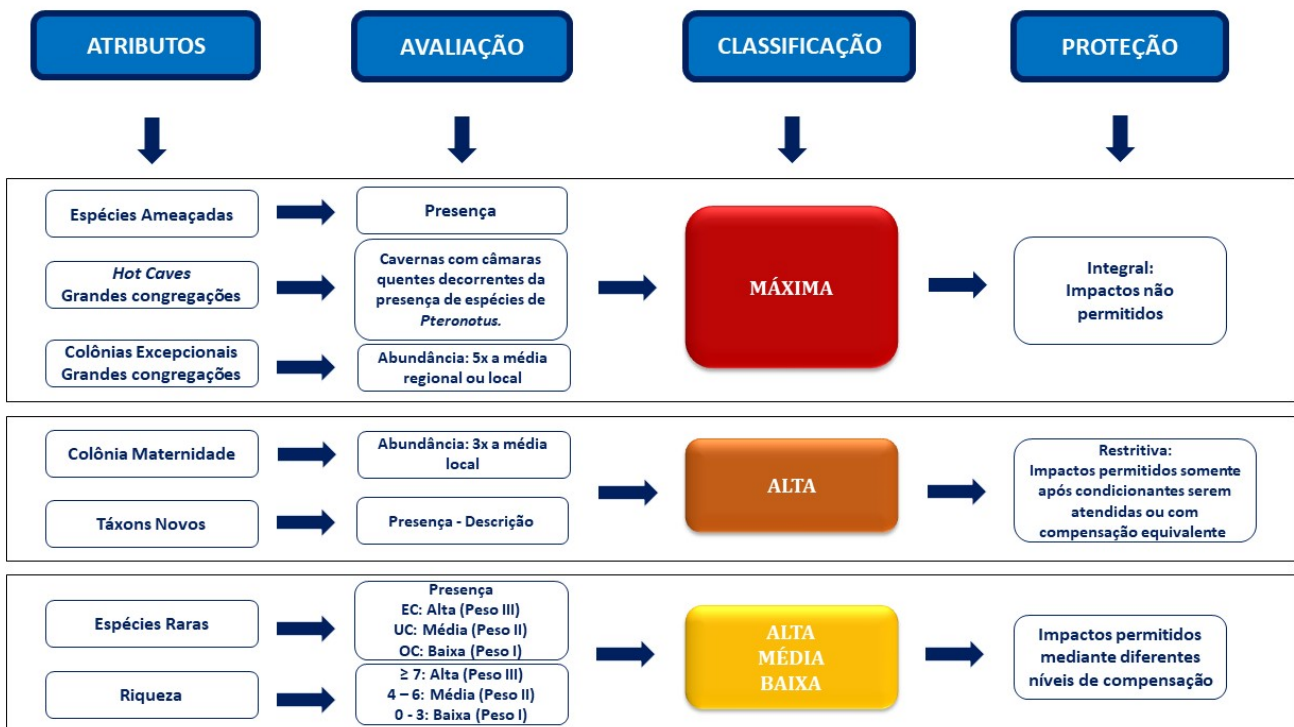 ATRIBUTOS
AVALIAÇÃO
CLASSIFICAÇÃO
PROTEÇÃO
Espécies Ameaçadas
Presença
Hot Caves
Grandes congregações
Cavernas com câmaras
quentes decorrentes da
presença de espécies de
Pteronotus.
Colônias Excepcionais
Grandes congregações
Abundância: 5x a média
regional ou local
MÁXIMA
Integral:
Impactos não
permitidos
Colônia Maternidade
Abundância: 3x a média
local
Táxons Novos
Presença - Descrição
ALTA
Restritiva:
Impactos permitidos somente
após condicionantes serem
atendidas ou com
compensação equivalente
Espécies Raras
Presença
EC: Alta (Peso III)
UC: Média (Peso II)
OC: Baixa (Peso I)
Riqueza
≥ 7: Alta (Peso III)
4 – 6: Média (Peso II)
0 - 3: Baixa (Peso I)
ALTA
MÉDIA
BAIXA
Impactos permitidos
mediante diferentes
níveis de compensação